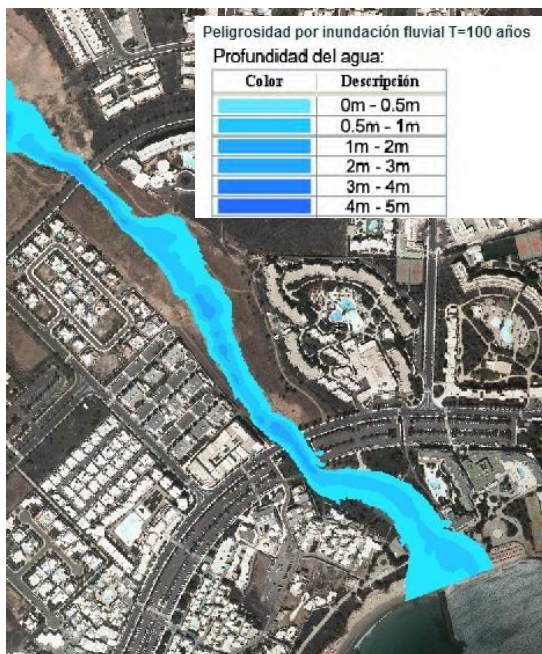 Peligrosidad por inundación fluvial T=100 años
Profundidad del agua:
Color Descripción
0m - 0.5m
0.5m - 1m
1m - 2m
2m - 3m
3m - 4m
4m - 5m